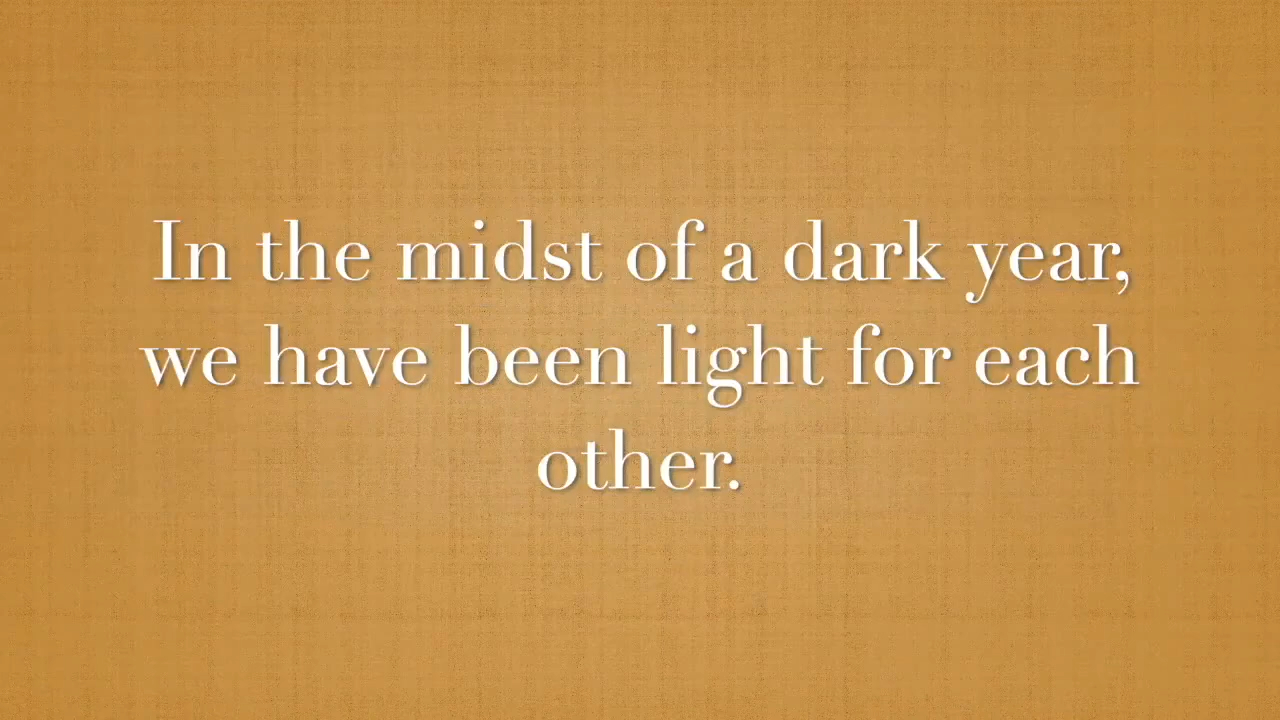 In the midst of a dark year,
we have been light for each
other.